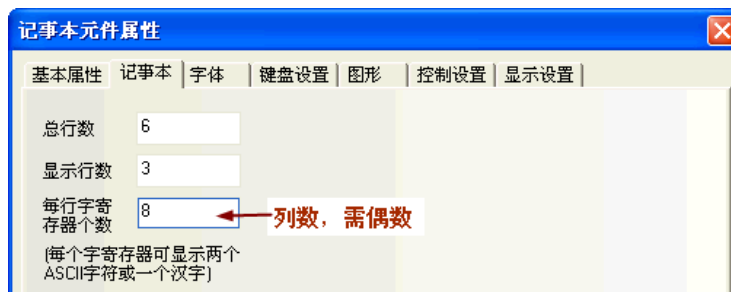 记事本元件属性
基本属性 记事本 字体 键盘设置 图形 控制设置 显示设置
总行数 6
显示行数 3
每行字寄
存器个数 8
列数，需偶数
(每个字寄存器可显示两个
ASCII字符或一个汉字)